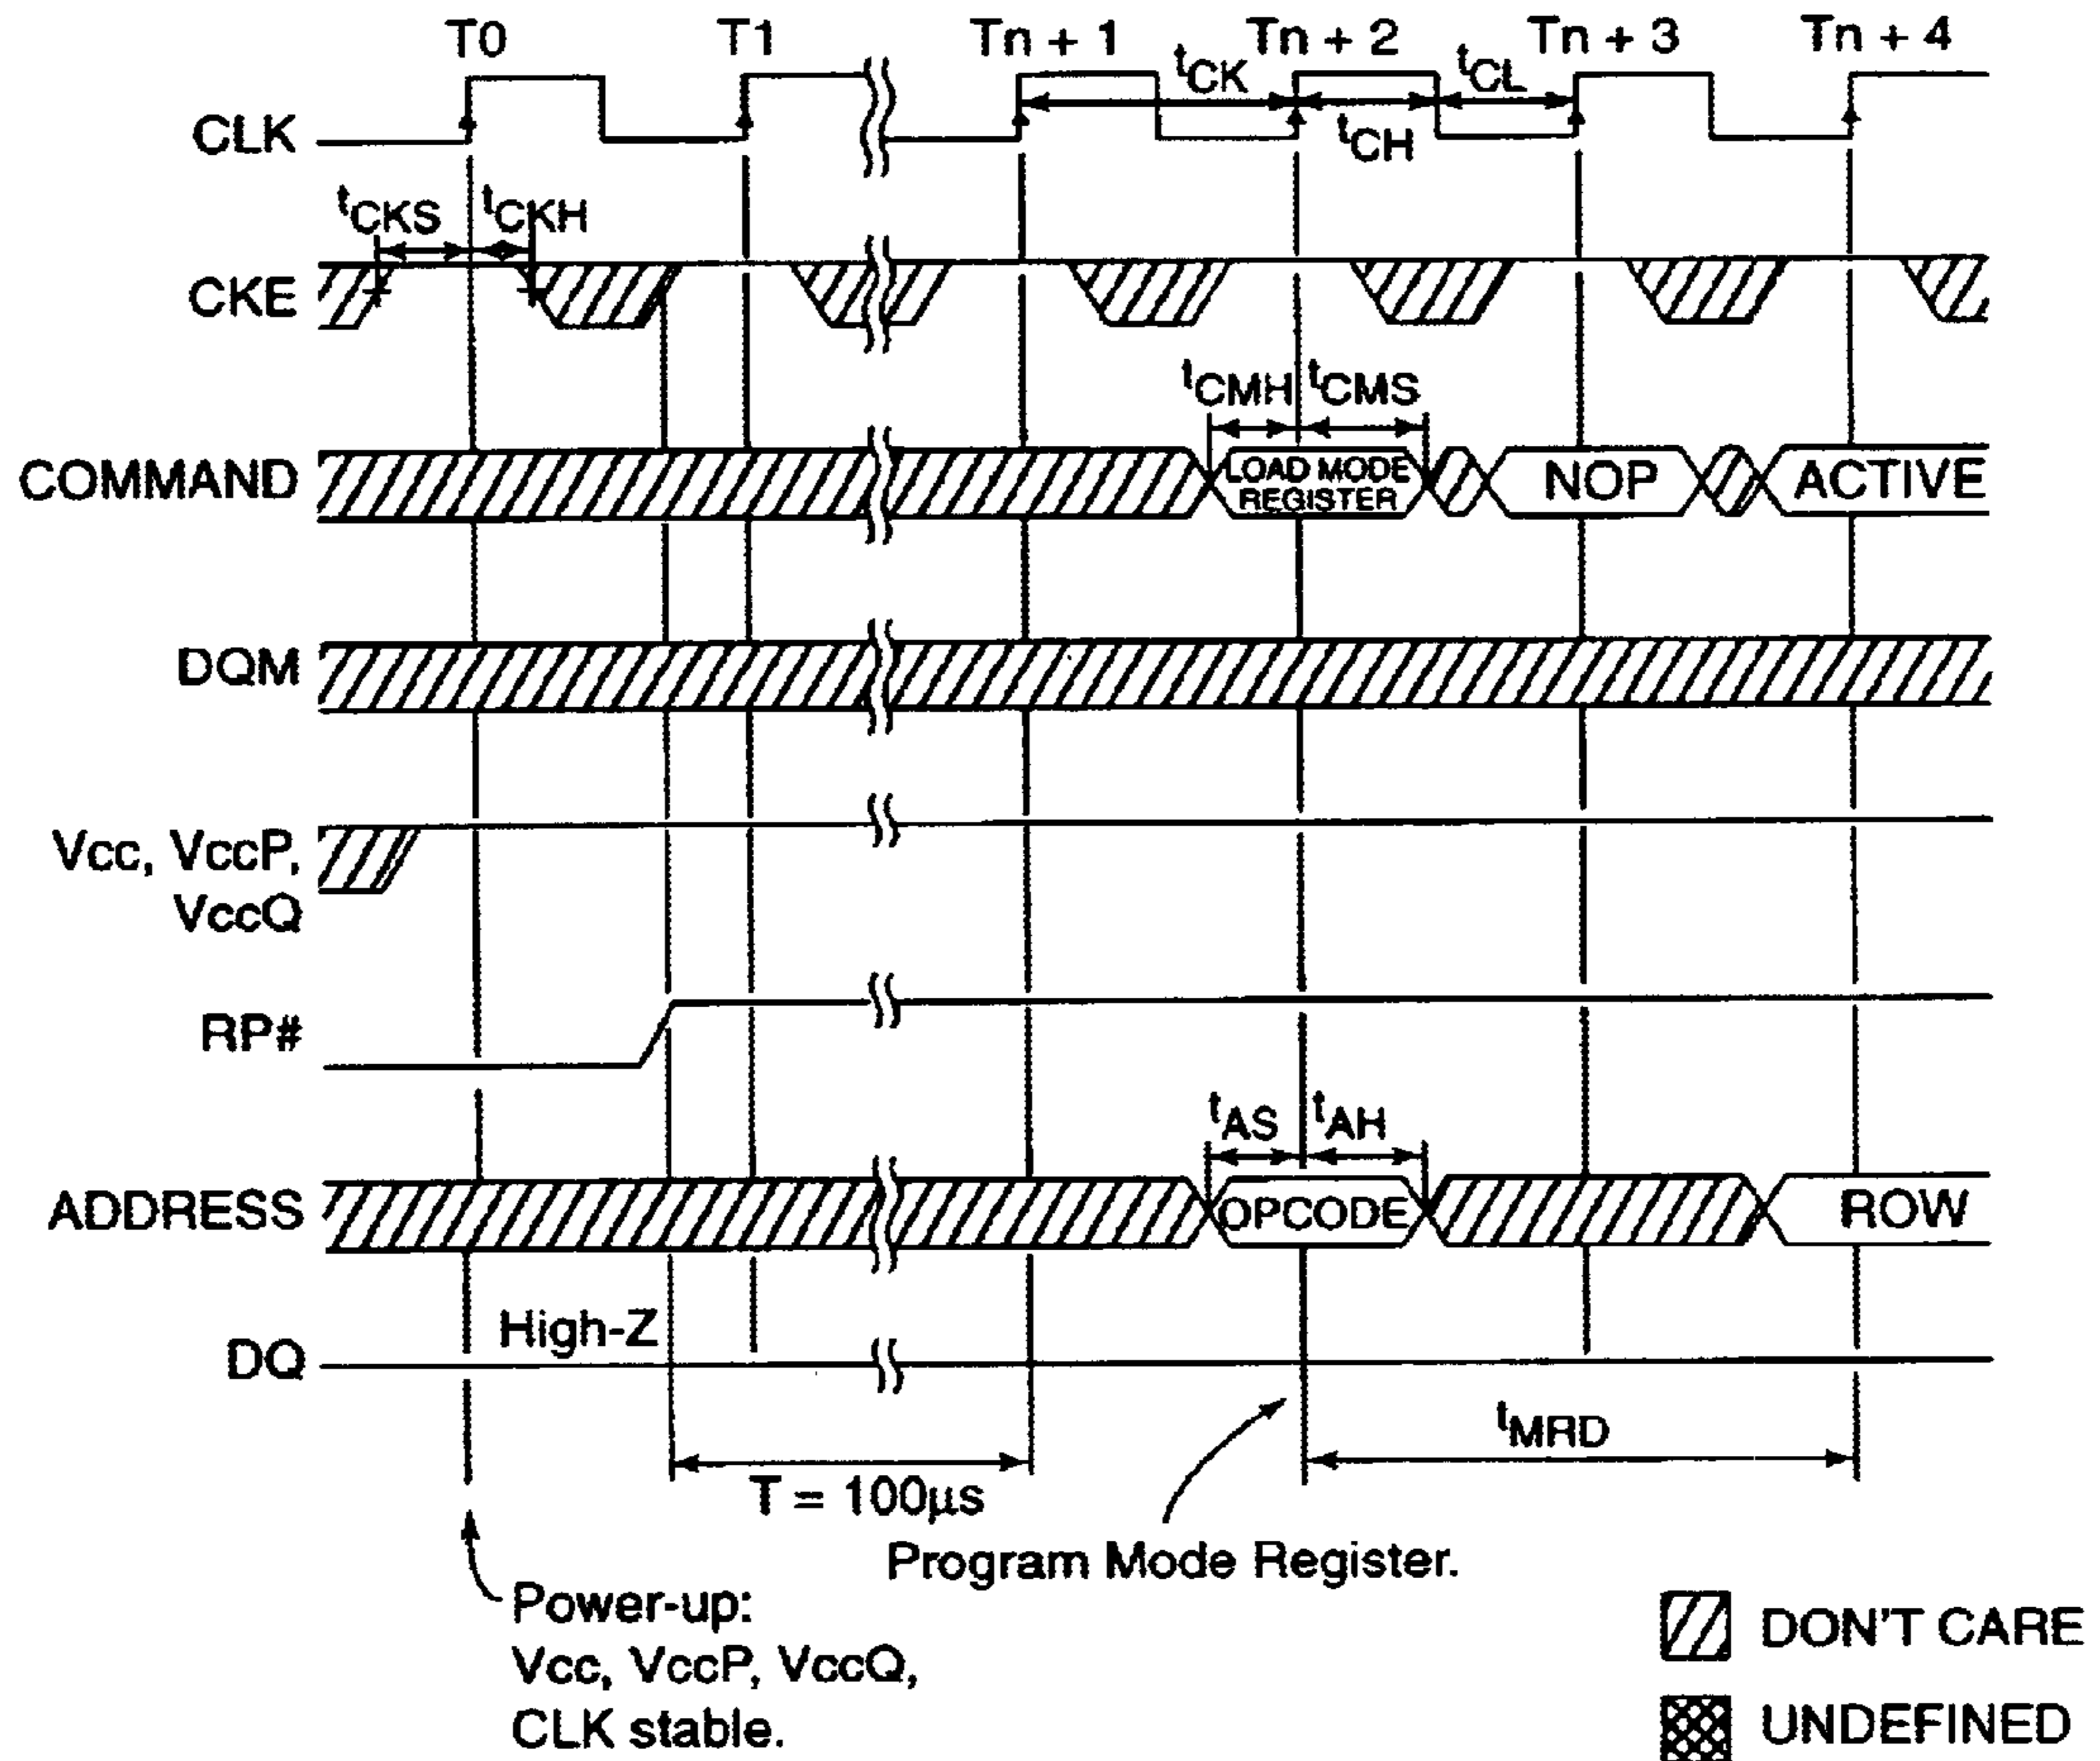 T0 T1 Tn + 1 Tn + 2 Tn + 3 Tn + 4
tCK tCL
CLK
tCH
tCKS tCKH
CKE
tCMH tCMS
COMMAND LOAD MODE REGISTER NOP ACTIVE
DQM
Vcc, VccP,
VccQ
RP#
tAS tAH
ADDRESS OPCODE ROW
High-Z
DQ
tMRD
T = 100µs
Program Mode Register.
Power-up:
Vcc, VccP, VccQ,
CLK stable.
DON'T CARE
UNDEFINED